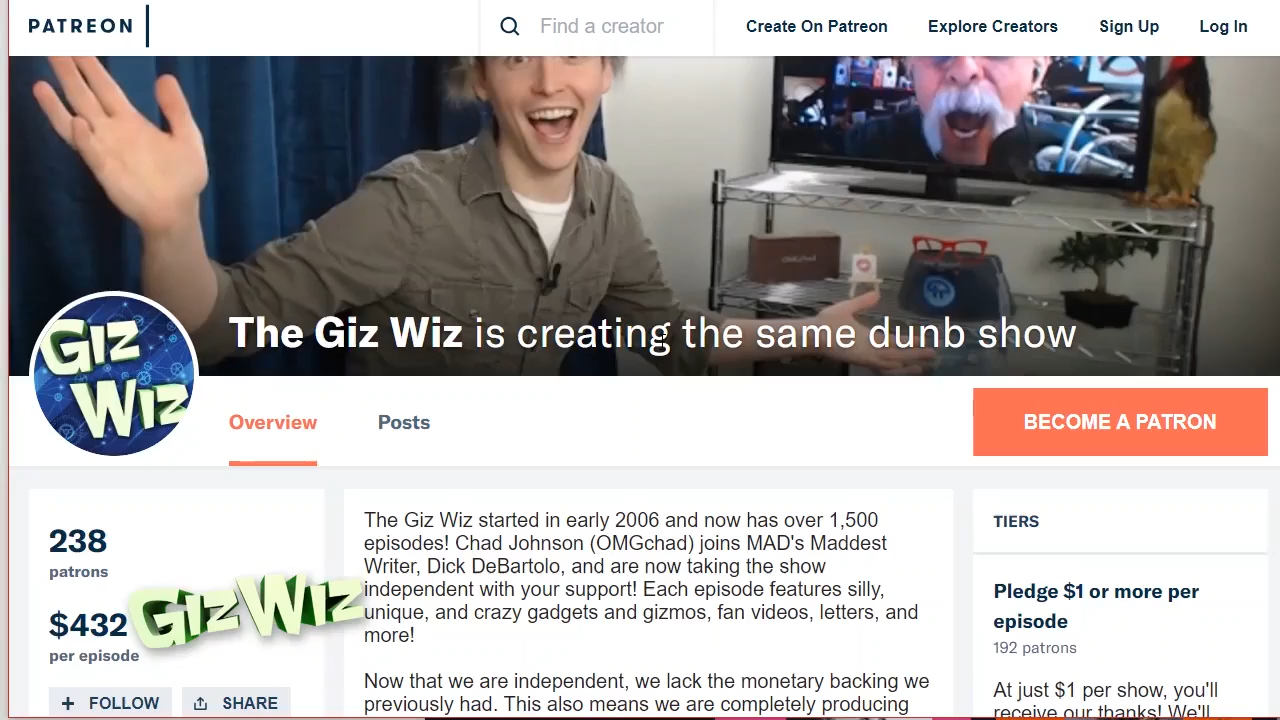 PATREON
Find a creator
Create On Patreon
Explore Creators
Sign Up
Log In
OMGchad
The Giz Wiz is creating the same dunb show
GIZ
WIZ
Overview
Posts
BECOME A PATRON
238
patrons
$432
per episode
GIZWIZ
FOLLOW
SHARE
The Giz Wiz started in early 2006 and now has over 1,500
episodes! Chad Johnson (OMGchad) joins MAD's Maddest
Writer, Dick DeBartolo, and are now taking the show
independent with your support! Each episode features silly,
unique, and crazy gadgets and gizmos, fan videos, letters, and
more!
Now that we are independent, we lack the monetary backing we
previously had. This also means we are completely producing
TIERS
Pledge $1 or more per
episode
192 patrons
At just $1 per show, you'll
receive our thanks! We'll